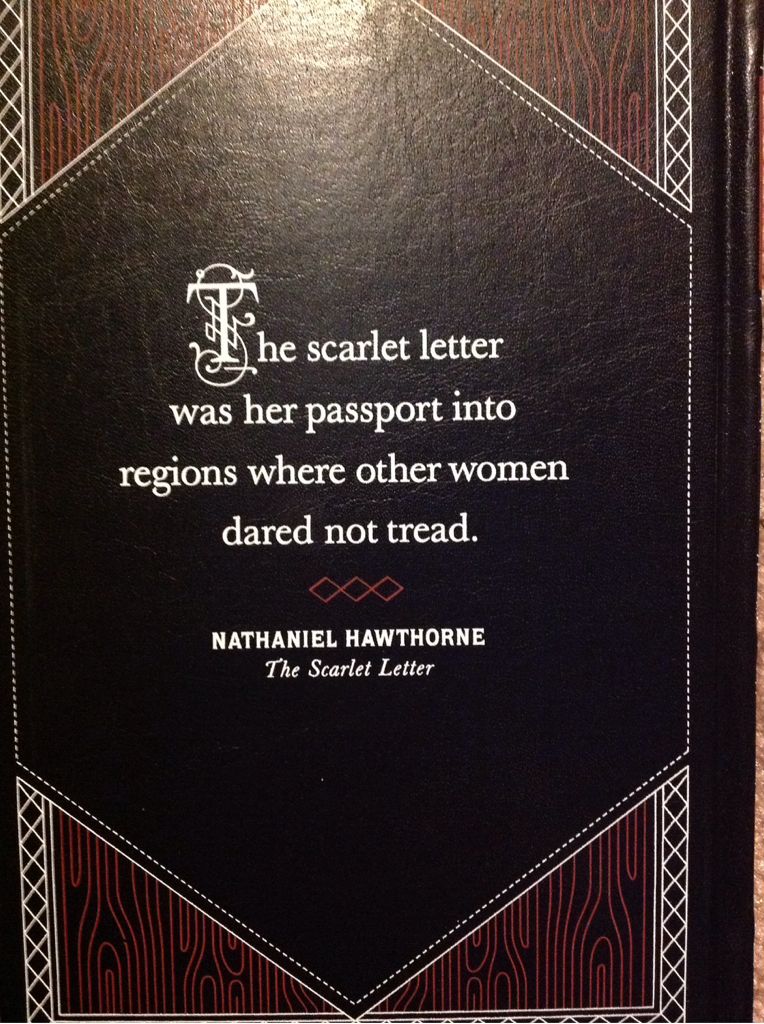 The scarlet letter
was her passport into
regions where other women
dared not tread.
NATHANIEL HAWTHORNE
The Scarlet Letter